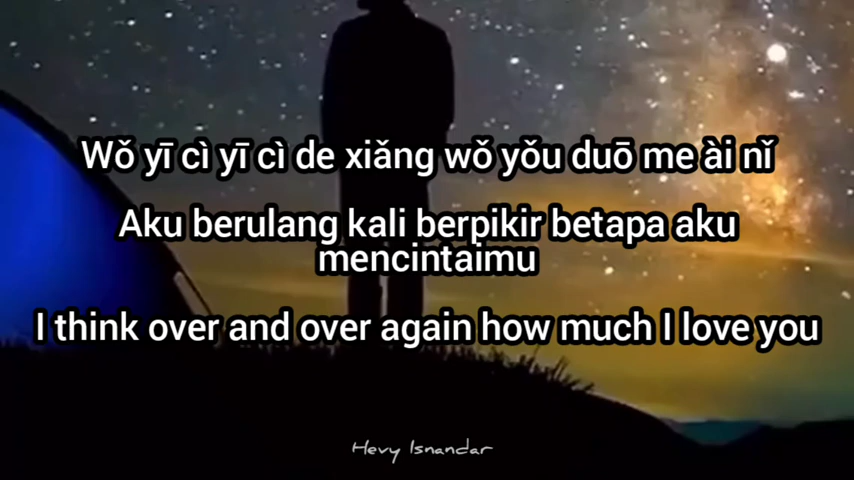 Wǒ yī cì yī cì de xiǎng wǒ yǒu duō me ài nǐ
Aku berulang kali berpikir betapa aku
mencintaimu
I think over and over again how much I love you
Hevy Isnandar